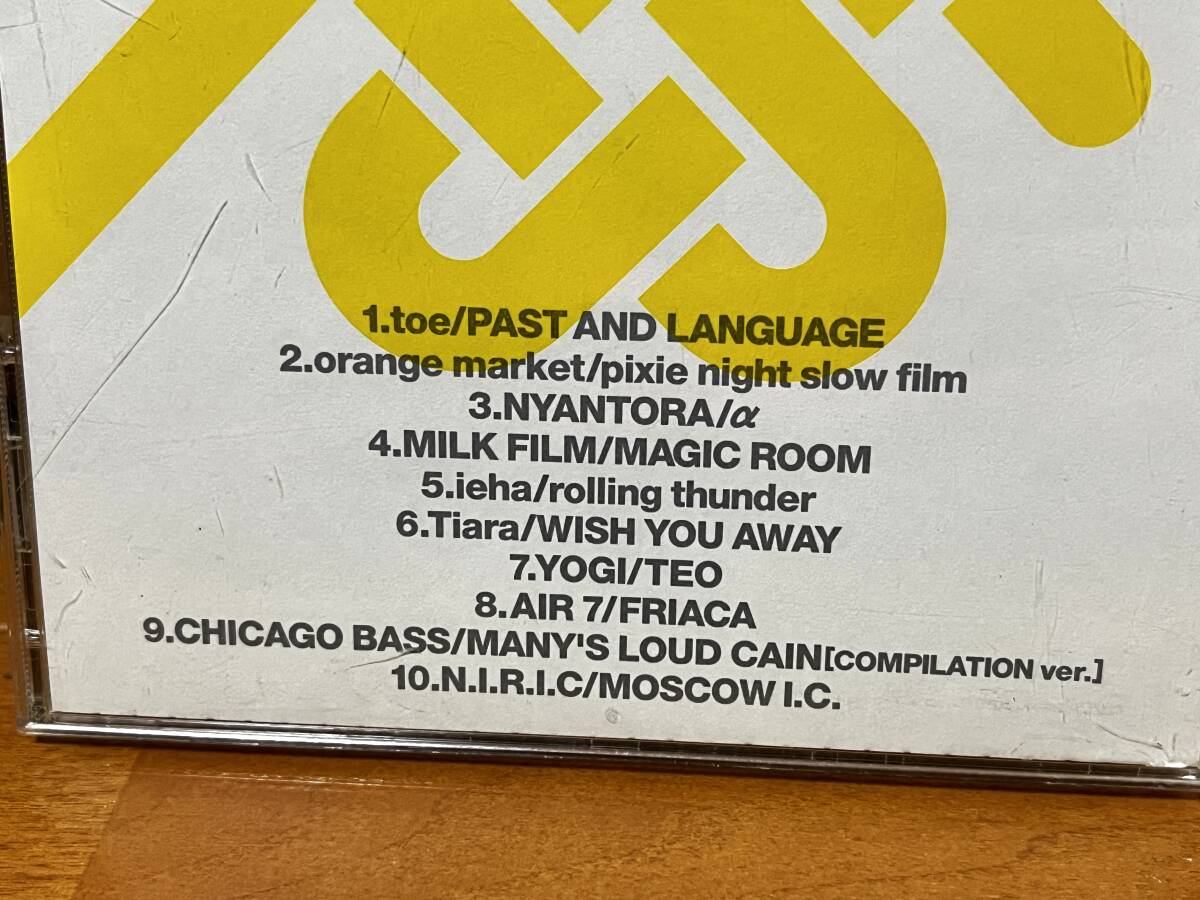 1.toe/PAST AND LANGUAGE
2.orange market/pixie night slow film
3.NYANTORA/α
4.MILK FILM/MAGIC ROOM
5.ieha/rolling thunder
6.Tiara/WISH YOU AWAY
7.YOGI/TEO
8.AIR 7/FRIACA
9.CHICAGO BASS/MANY'S LOUD CAIN[COMPILATION ver.]
10.N.I.R.I.C/MOSCOW I.C.